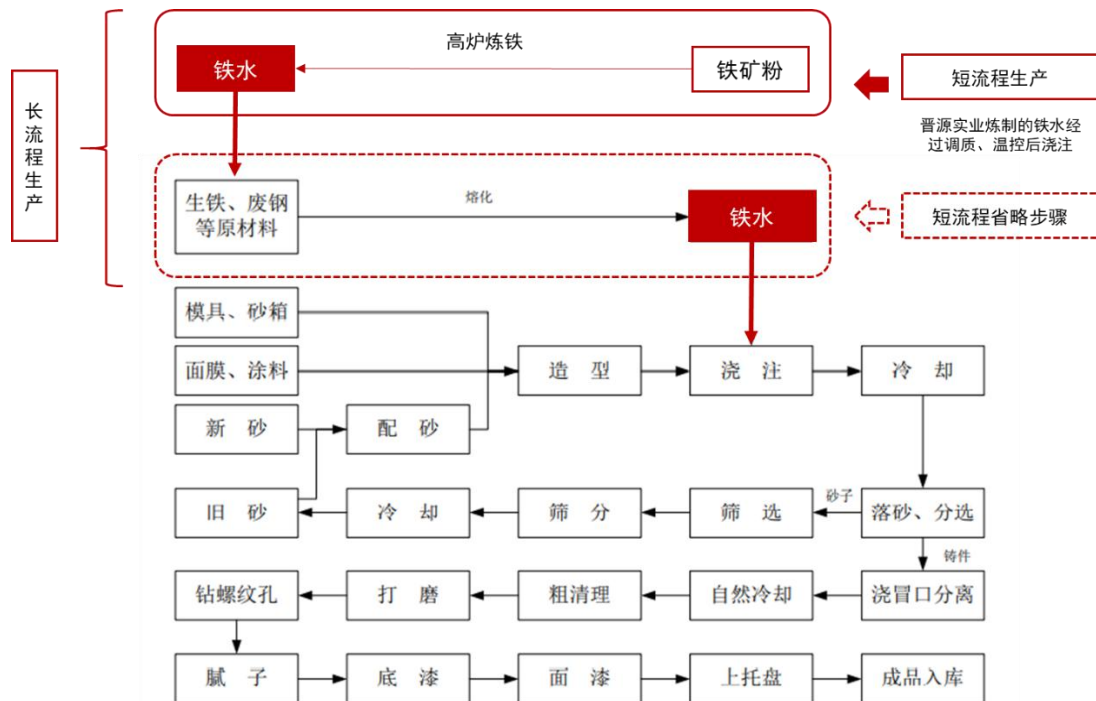 高炉炼铁
铁水
铁矿粉
短流程生产
晋源实业炼制的铁水经
过调质、温控后浇注
长流程生产
生铁、废钢
等原材料
熔化
铁水
短流程省略步骤
模具、砂箱
面膜、涂料
造 型
浇 注
冷 却
新 砂
配 砂
旧 砂
冷 却
筛 分
筛 选
砂子
落砂、分选
铸件
钻螺纹孔
打 磨
粗清理
自然冷却
浇冒口分离
腻 子
底 漆
面 漆
上托盘
成品入库